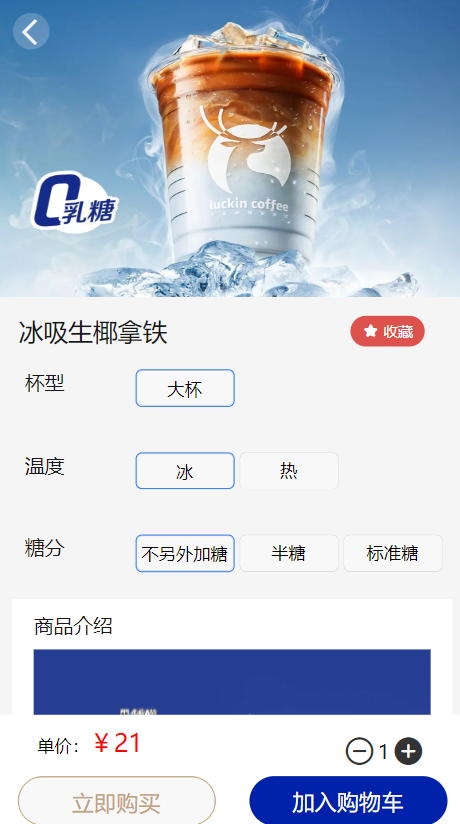 luckin coffee
0乳糖
冰吸生椰拿铁
收藏
杯型
大杯
温度
冰 热
糖分
不另外加糖 半糖 标准糖
商品介绍
单价： ￥21
1
立即购买 加入购物车